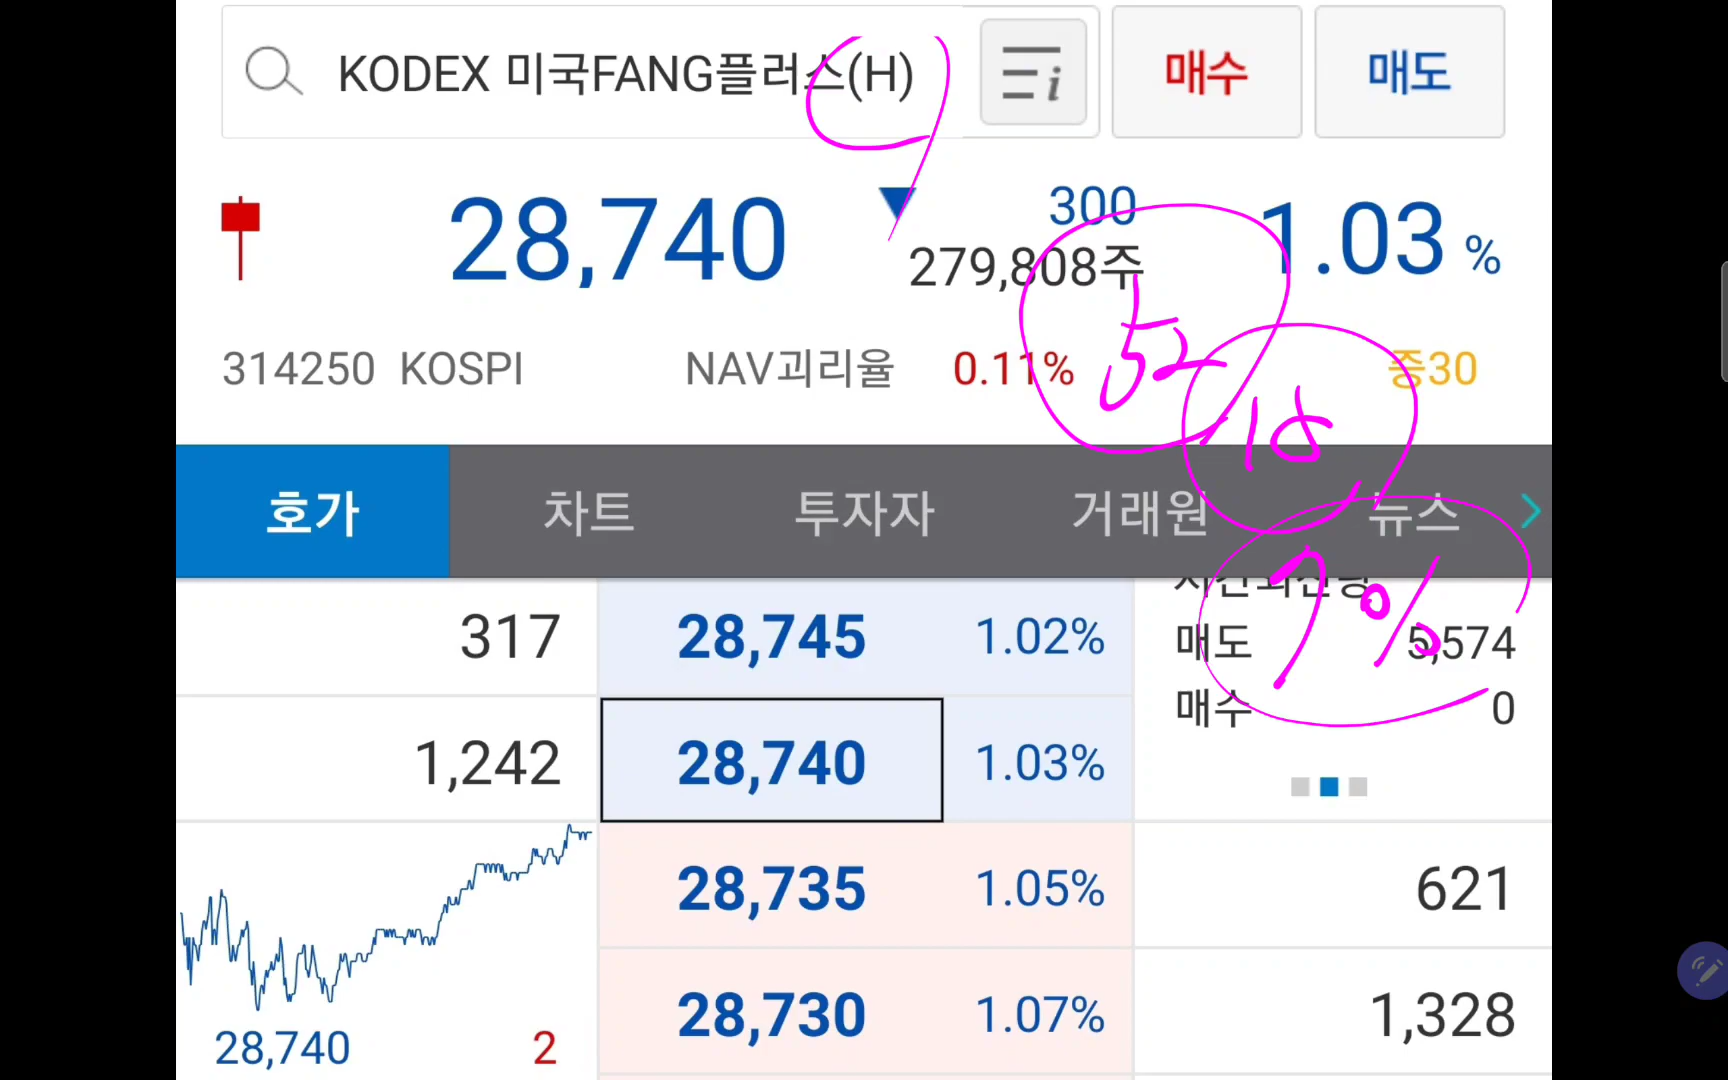 KODEX 미국FANG플러스(H)
매수
매도
28,740
▼ 300
1.03 %
279,808주
314250 KOSPI
NAV괴리율 0.11%
증30
52
18
7%
호가
차트
투자자
거래원
뉴스
317
28,745
1.02%
매도 5,574
매수 0
1,242
28,740
1.03%
28,735
1.05%
621
28,730
1.07%
1,328
28,740
2